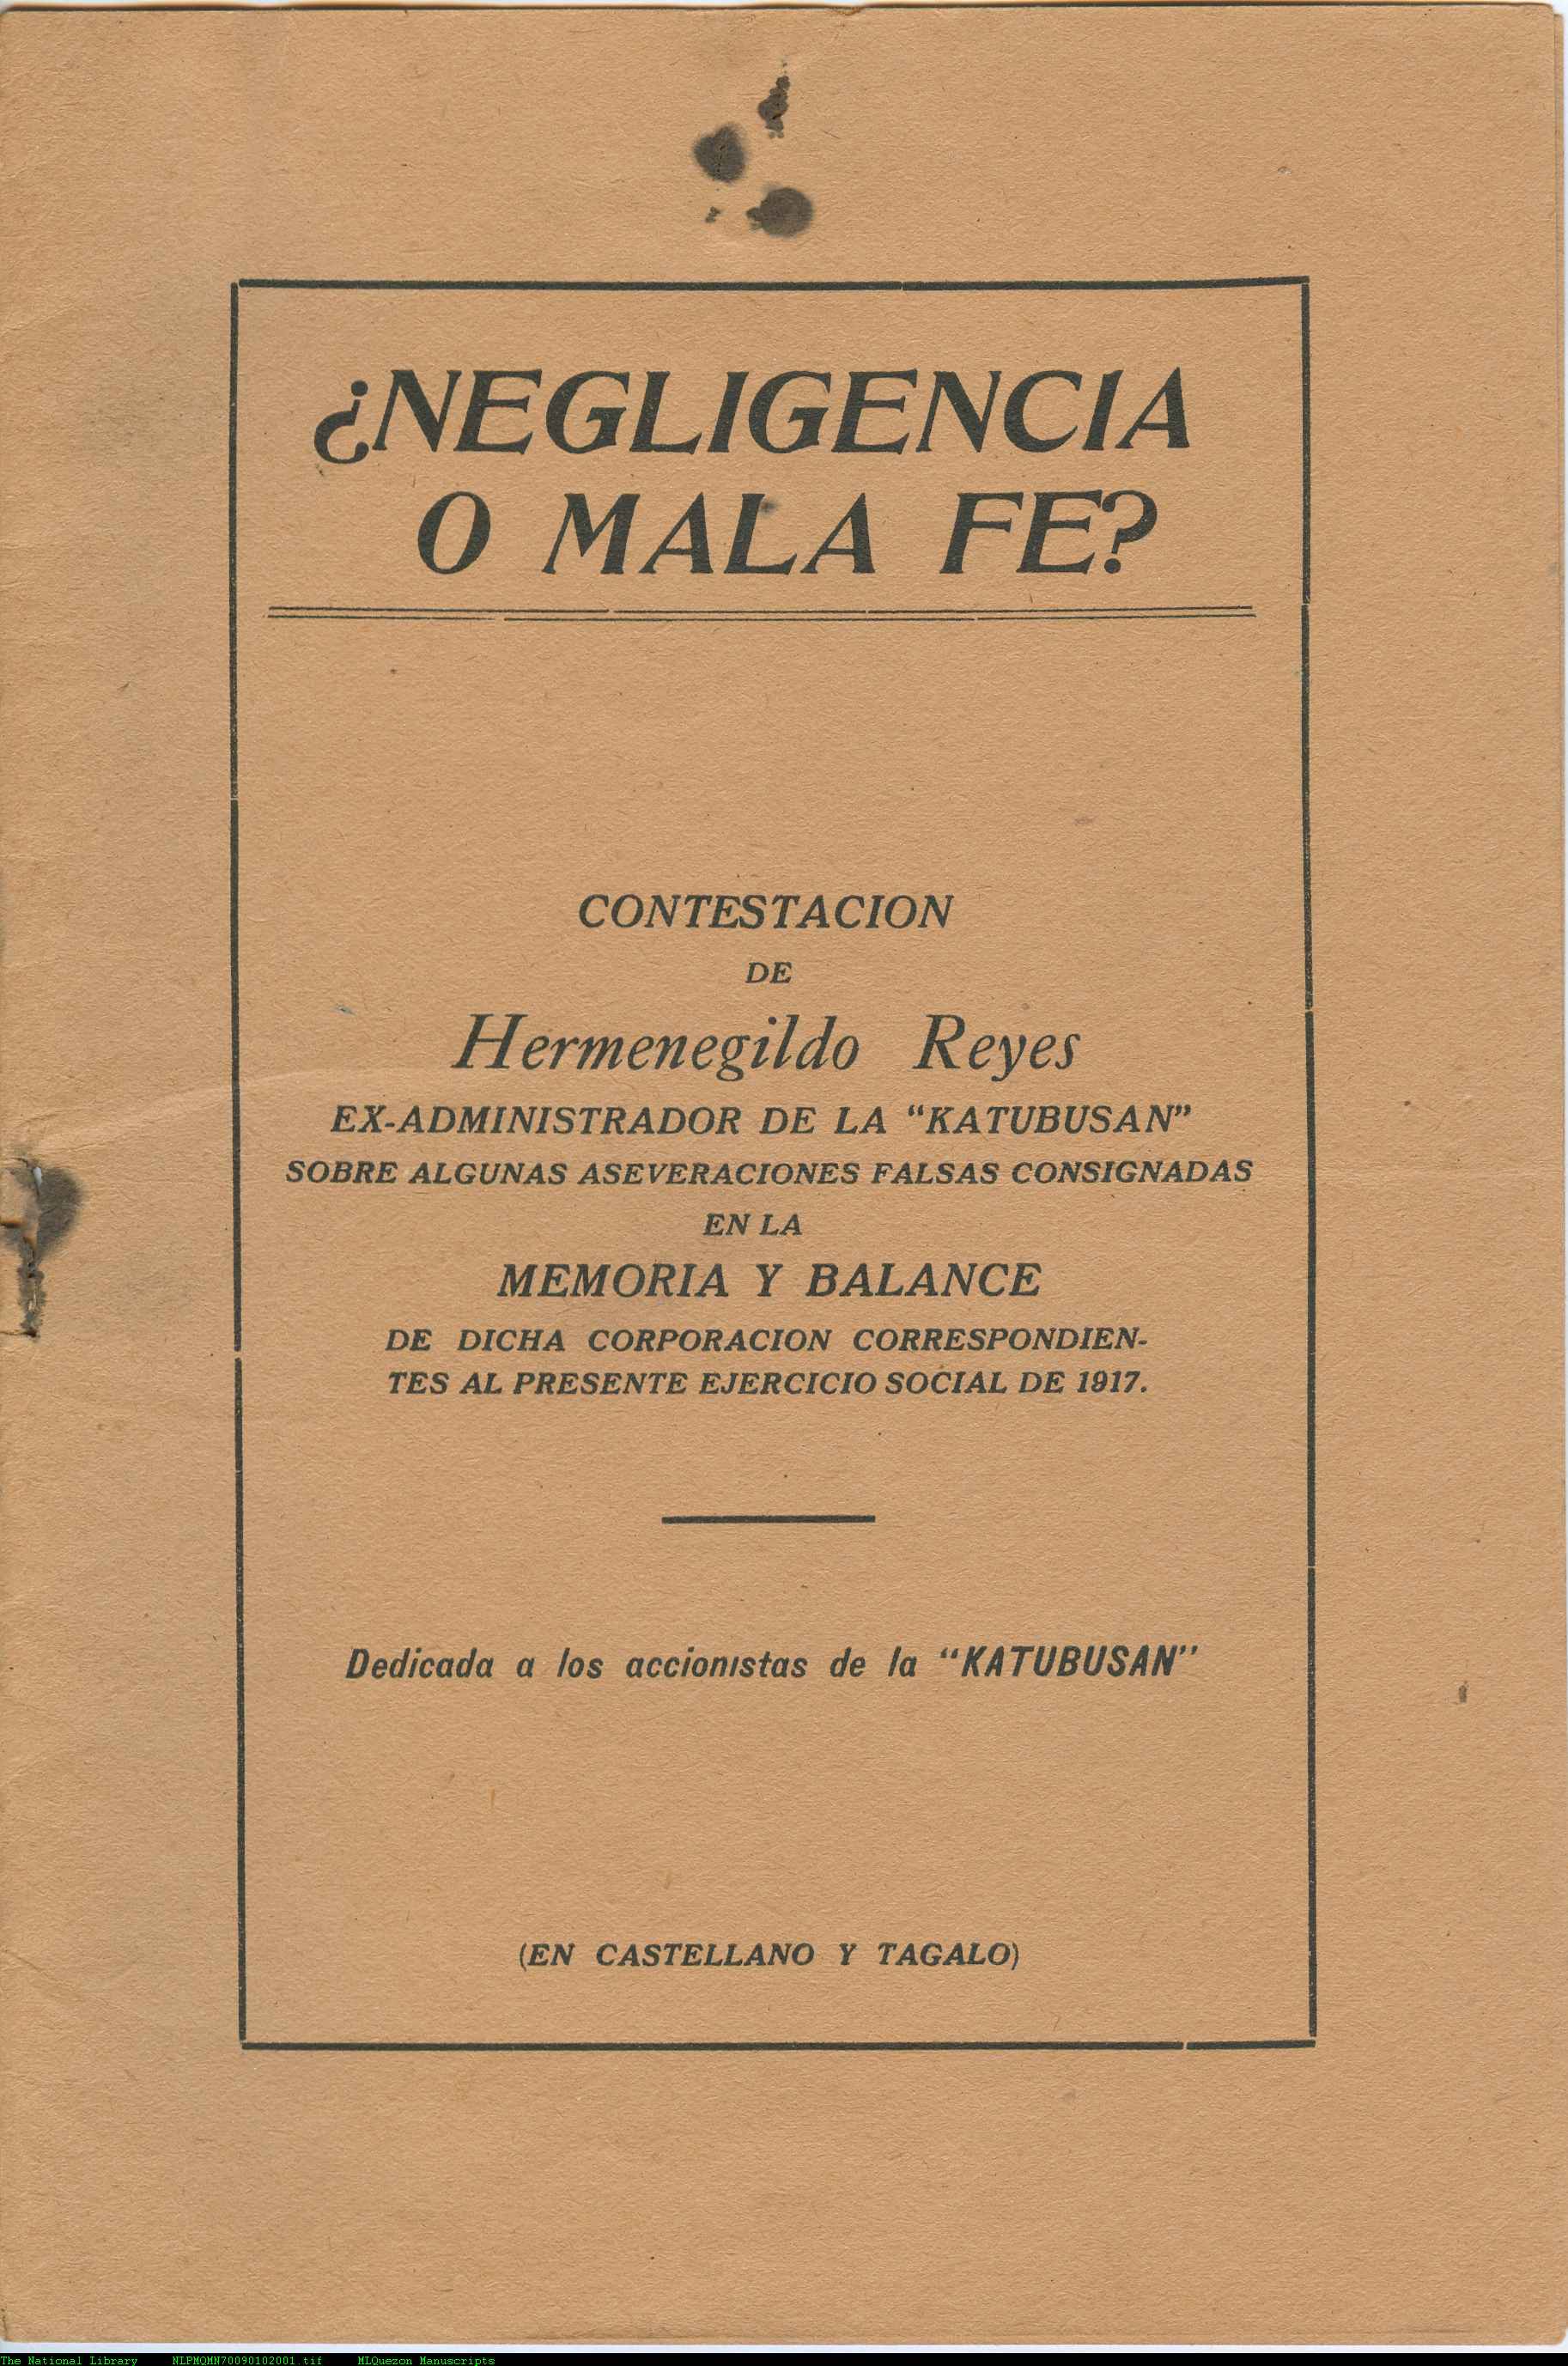 ¿NEGLIGENCIA
O MALA FE?
CONTESTACION
DE
Hermenegildo Reyes
EX-ADMINISTRADOR DE LA “KATUBUSAN”
SOBRE ALGUNAS ASEVERACIONES FALSAS CONSIGNADAS
EN LA
MEMORIA Y BALANCE
DE DICHA CORPORACION CORRESPONDIEN-
TES AL PRESENTE EJERCICIO SOCIAL DE 1917.
Dedicada a los accionistas de la “KATUBUSAN”
(EN CASTELLANO Y TAGALO)
The National Library NLPMQMN70090102001.tif MLQuezon Manuscripts